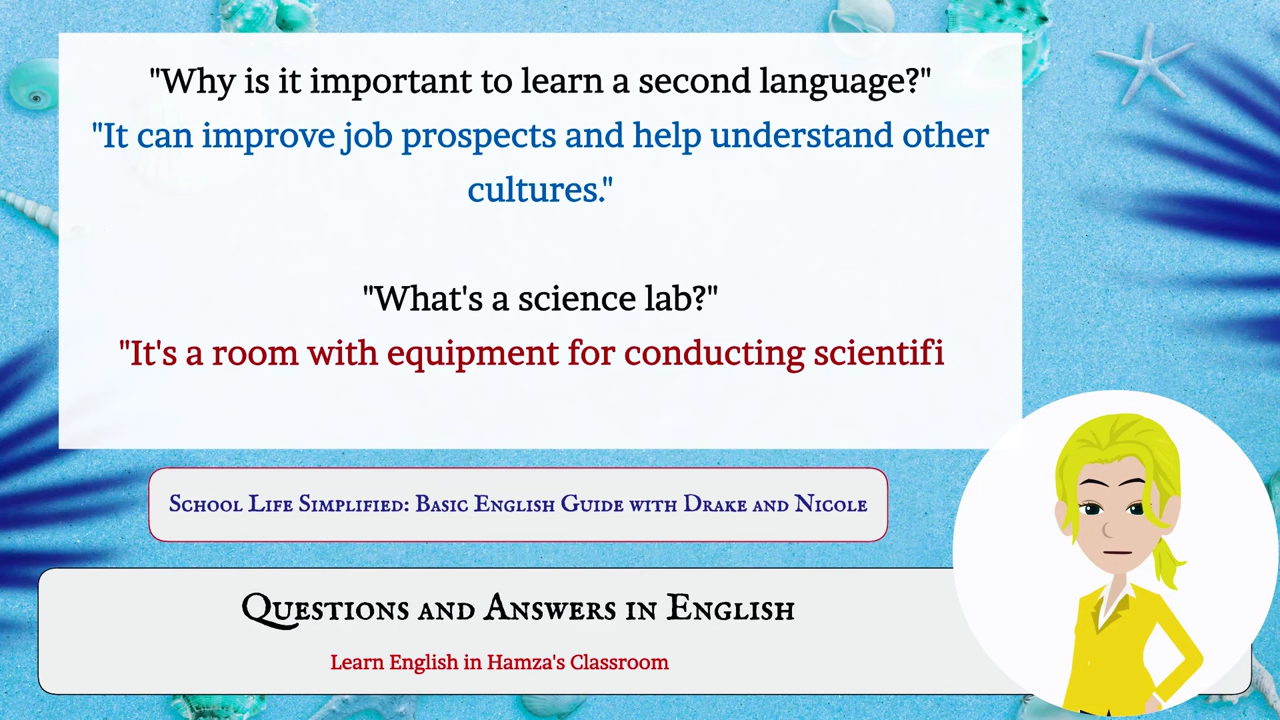 "Why is it important to learn a second language?"
"It can improve job prospects and help understand other
cultures."
"What's a science lab?"
"It's a room with equipment for conducting scientifi
School Life Simplified: Basic English Guide with Drake and Nicole
Questions and Answers in English
Learn English in Hamza's Classroom